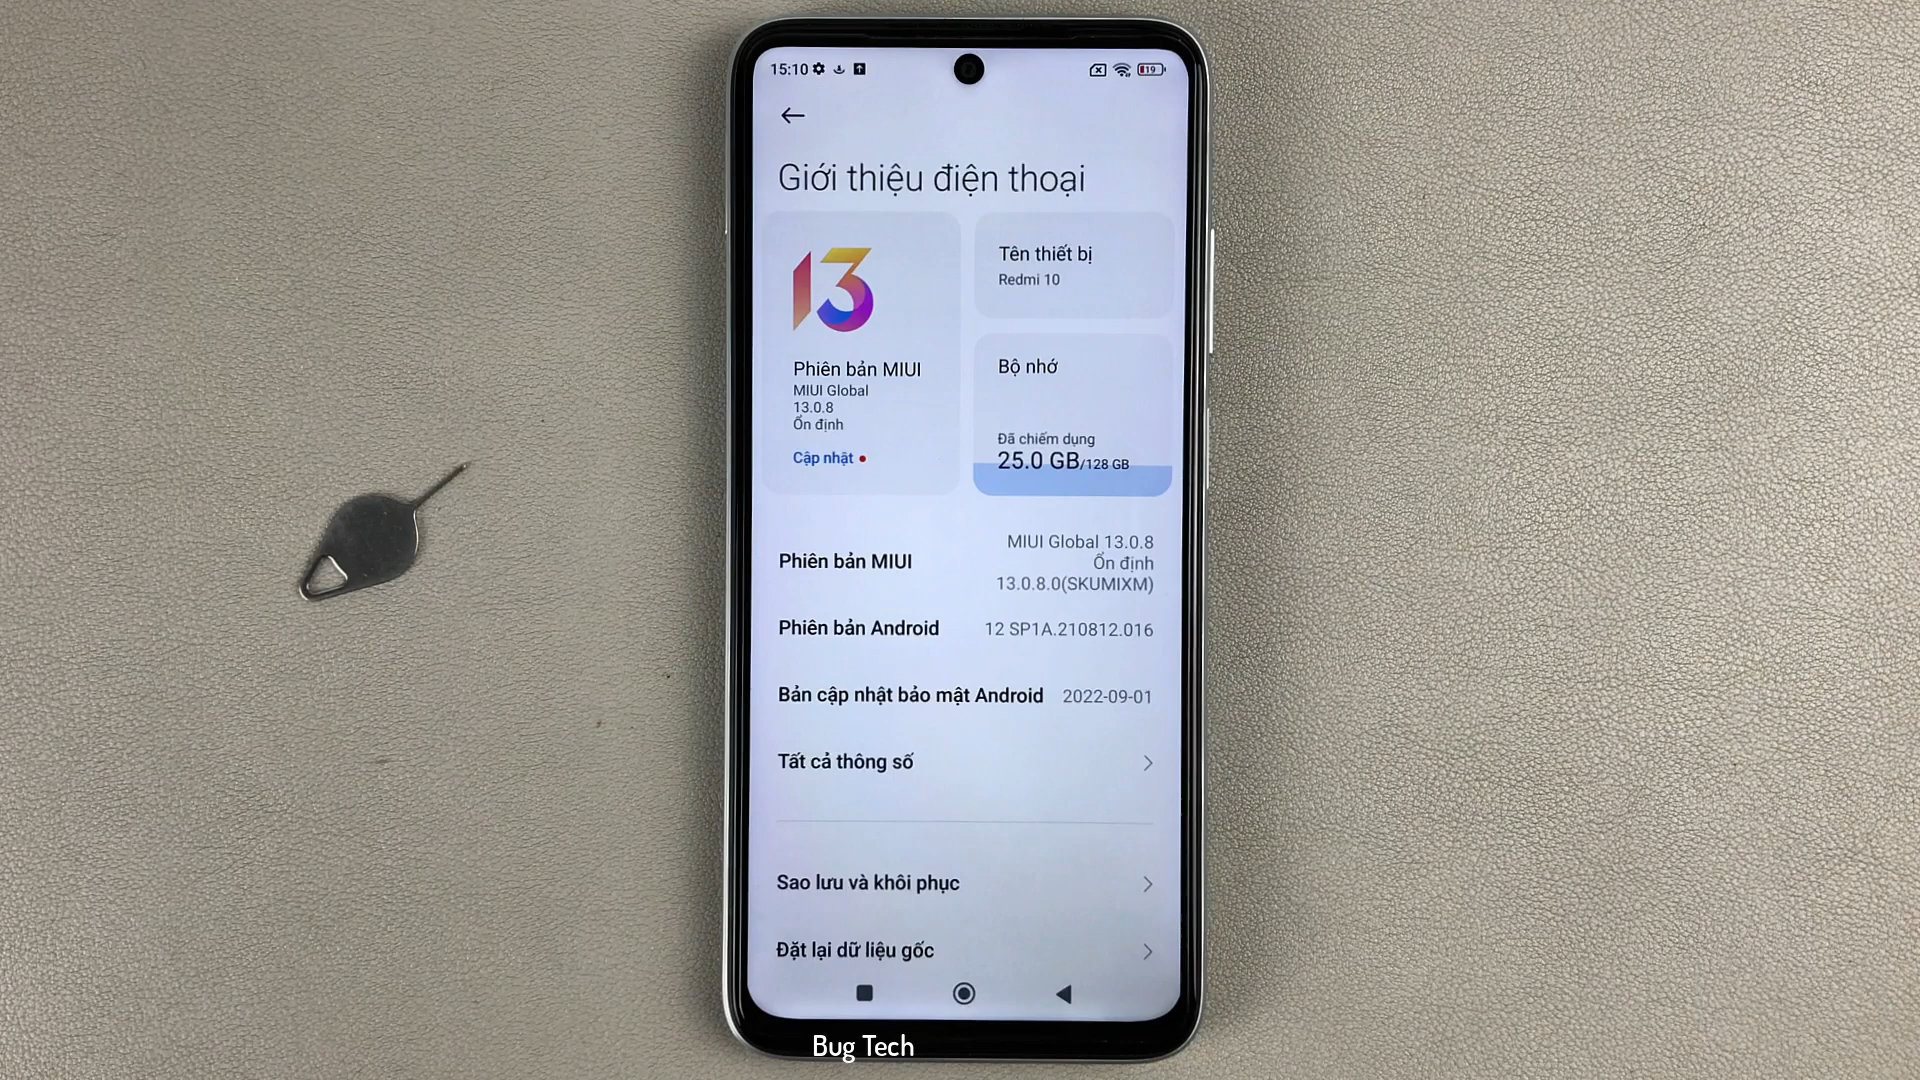 15:10
19
Giới thiệu điện thoại
13
Phiên bản MIUI
MIUI Global
13.0.8
Ổn định
Cập nhật
Tên thiết bị
Redmi 10
Bộ nhớ
Đã chiếm dụng
25.0 GB/128 GB
Phiên bản MIUI
MIUI Global 13.0.8
Ổn định
13.0.8.0(SKUMIXM)
Phiên bản Android
12 SP1A.210812.016
Bản cập nhật bảo mật Android
2022-09-01
Tất cả thông số
Sao lưu và khôi phục
Đặt lại dữ liệu gốc
Bug Tech